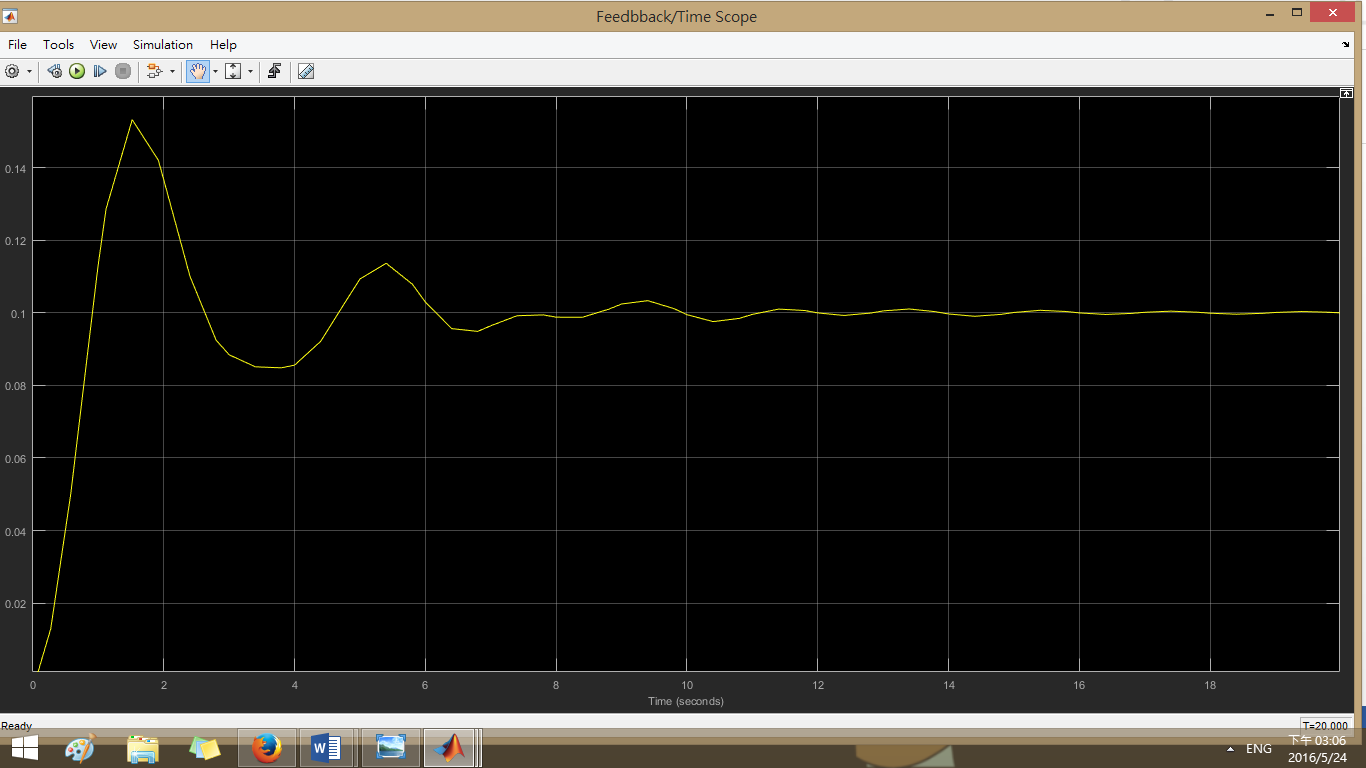 Feedbback/Time Scope
File Tools View Simulation Help
0.14
0.12
0.1
0.08
0.06
0.04
0.02
0 2 4 6 8 10 12 14 16 18
Time (seconds)
Ready
T=20.000
ENG
下午 03:06
2016/5/24